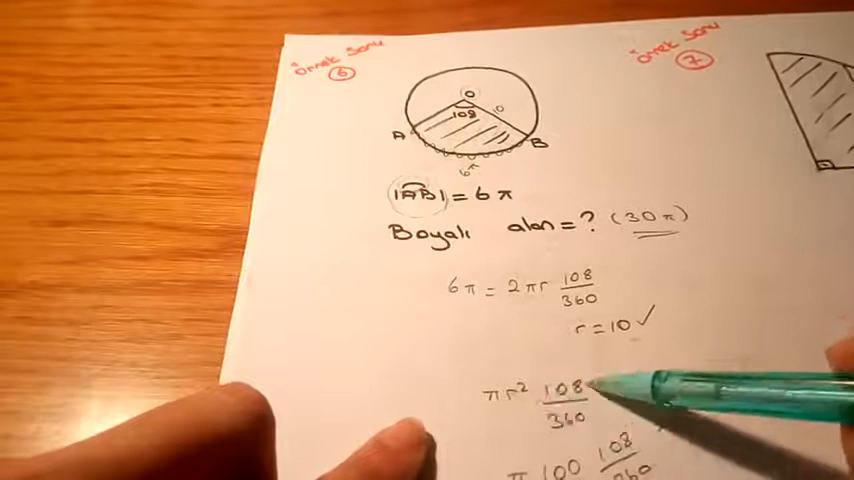 Örnek Soru
6
Örnek Soru
7
O
108
10
A
B
6π
|AB| = 6π
Boyalı alan = ? (30π)
6π = 2πr 108/360
r = 10 ✓
πr² 108/360
π 100 108/360